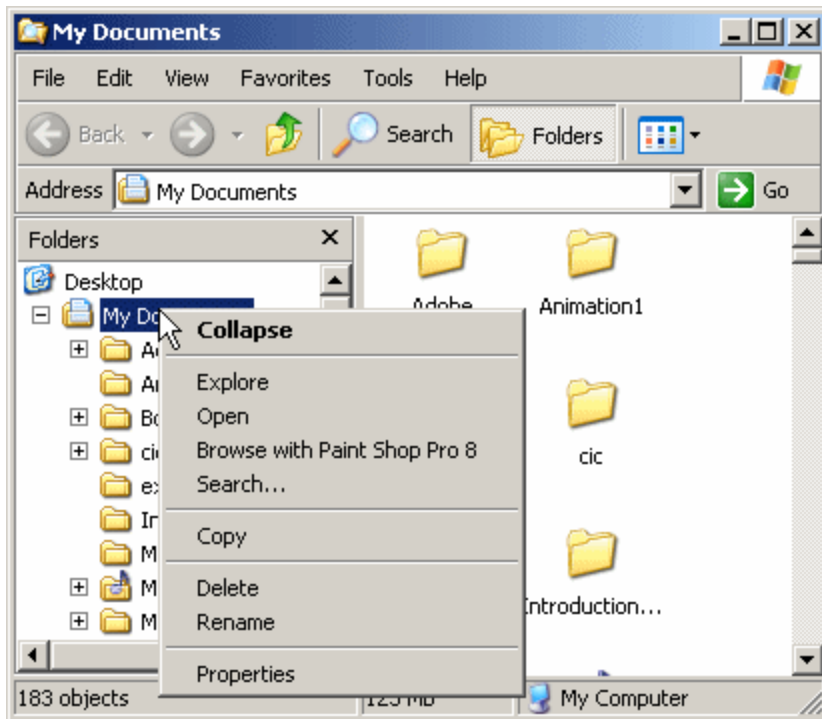 My Documents
File Edit View Favorites Tools Help
Back Search Folders
Address My Documents Go
Folders
Desktop
My Do
Adobe Animation1
Collapse
Explore
Open
Browse with Paint Shop Pro 8
Search...
cic
Copy
Delete
Rename
Introduction...
Properties
183 objects 125 MB My Computer